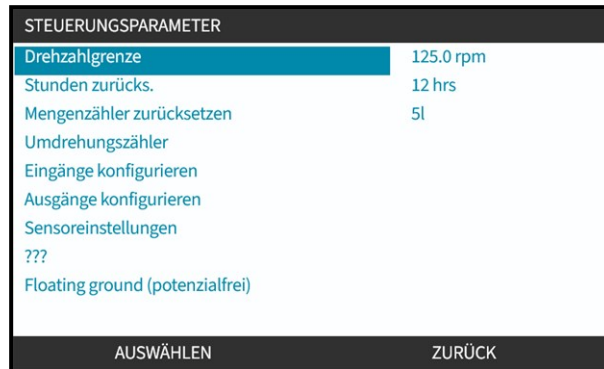 STEUERUNGSPARAMETER
Drehzahlgrenze 125.0 rpm
Stunden zurücks. 12 hrs
Mengenzähler zurücksetzen 5l
Umdrehungszähler
Eingänge konfigurieren
Ausgänge konfigurieren
Sensoreinstellungen
???
Floating ground (potenzialfrei)
AUSWÄHLEN ZURÜCK